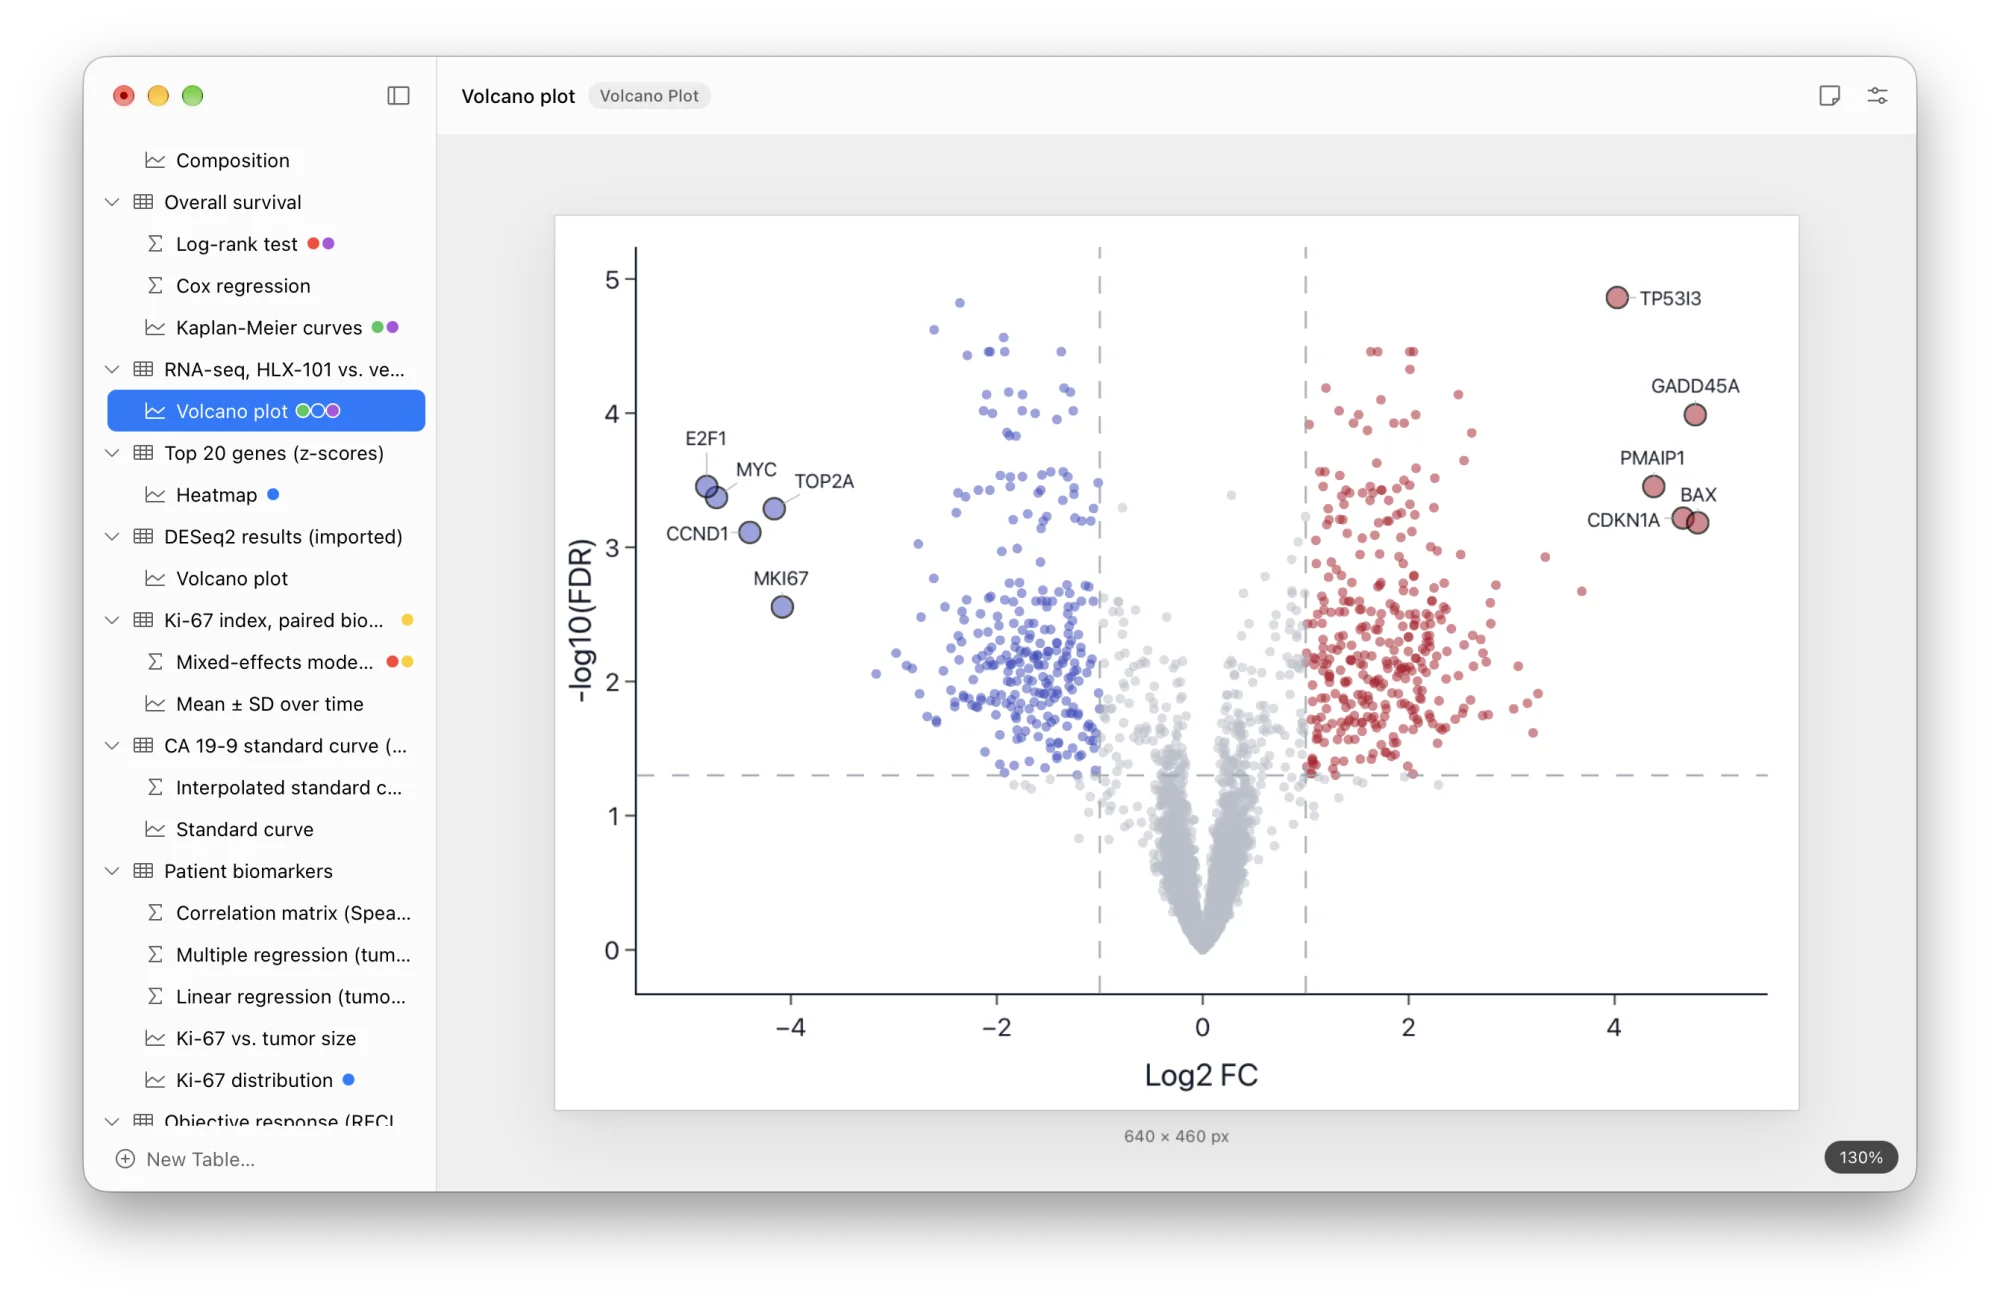 Volcano plot
Volcano Plot
Composition
Overall survival
Log-rank test
Cox regression
Kaplan-Meier curves
RNA-seq, HLX-101 vs. ve...
Volcano plot
Top 20 genes (z-scores)
Heatmap
DESeq2 results (imported)
Volcano plot
Ki-67 index, paired bio...
Mixed-effects mode...
Mean ± SD over time
CA 19-9 standard curve (...
Interpolated standard c...
Standard curve
Patient biomarkers
Correlation matrix (Spea...
Multiple regression (tum...
Linear regression (tumo...
Ki-67 vs. tumor size
Ki-67 distribution
Objective response (RECI
New Table...
-log10(FDR)
5
4
3
2
1
0
TP53I3
GADD45A
E2F1
MYC
TOP2A
PMAIP1
BAX
CCND1
CDKN1A
MKI67
−4
−2
0
2
4
Log2 FC
640 × 460 px
130%